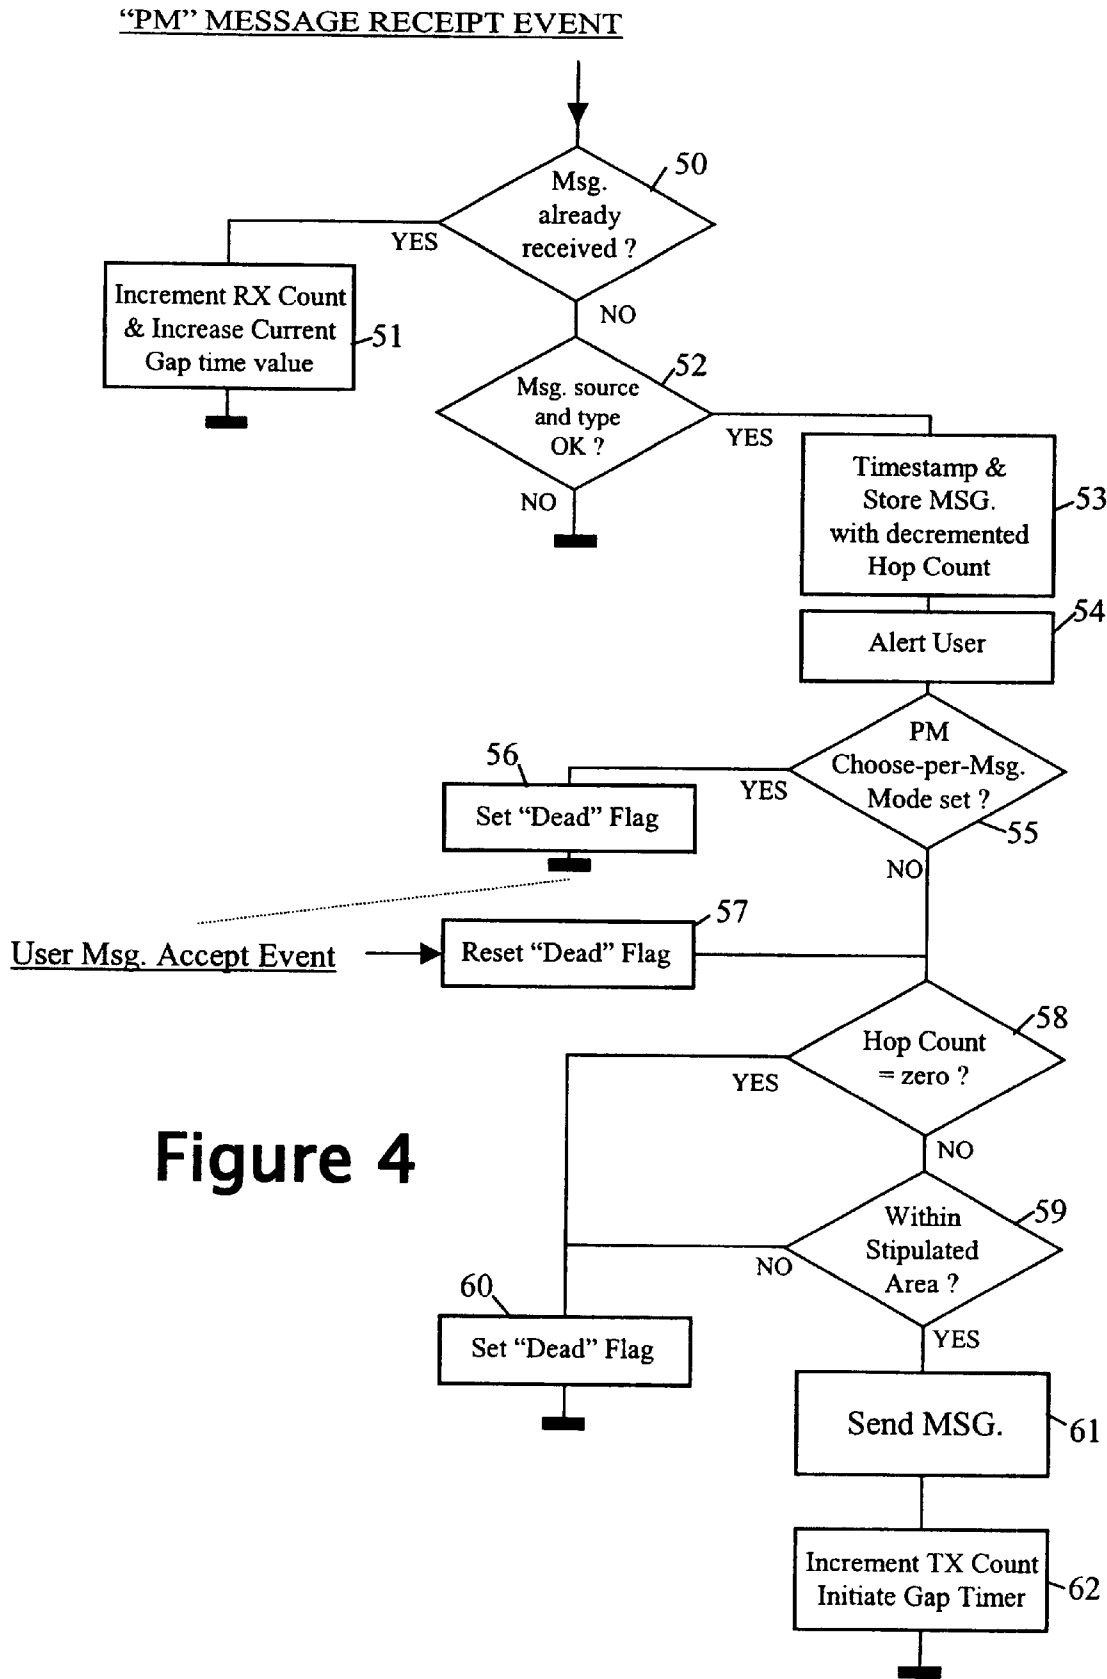 “PM” MESSAGE RECEIPT EVENT
50
Msg.
already
received ?
YES
NO
Increment RX Count
& Increase Current
Gap time value
51
52
Msg. source
and type
OK ?
YES
NO
Timestamp &
Store MSG.
with decremented
Hop Count
53
54
Alert User
PM
Choose-per-Msg.
Mode set ?
55
YES
NO
56
Set “Dead” Flag
57
User Msg. Accept Event
Reset “Dead” Flag
58
Hop Count
= zero ?
YES
NO
Figure 4
59
Within
Stipulated
Area ?
NO
YES
60
Set “Dead” Flag
Send MSG.
61
Increment TX Count
Initiate Gap Timer
62